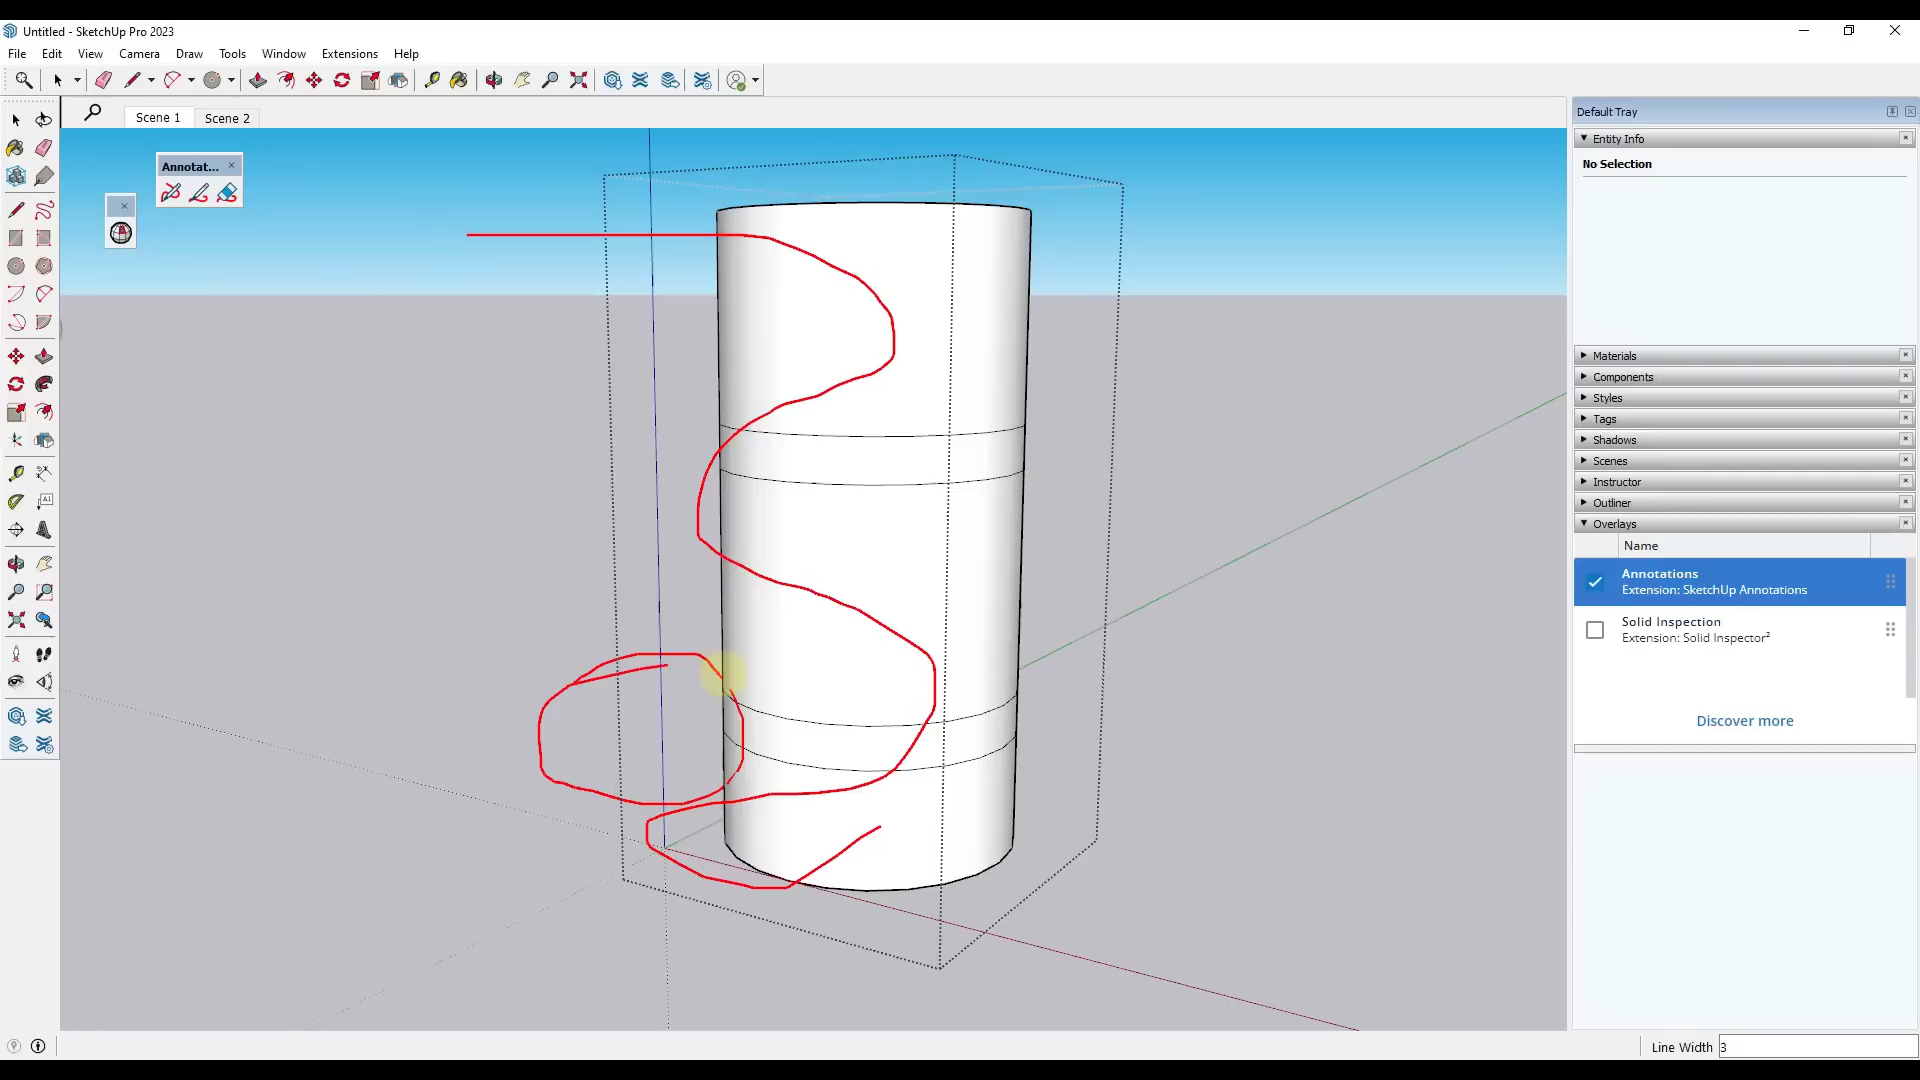 Untitled - SketchUp Pro 2023
File Edit View Camera Draw Tools Window Extensions Help
Scene 1 Scene 2
Annotat...
Default Tray
Entity Info
No Selection
Materials
Components
Styles
Tags
Shadows
Scenes
Instructor
Outliner
Overlays
Name
Annotations
Extension: SketchUp Annotations
Solid Inspection
Extension: Solid Inspector²
Discover more
Line Width 3